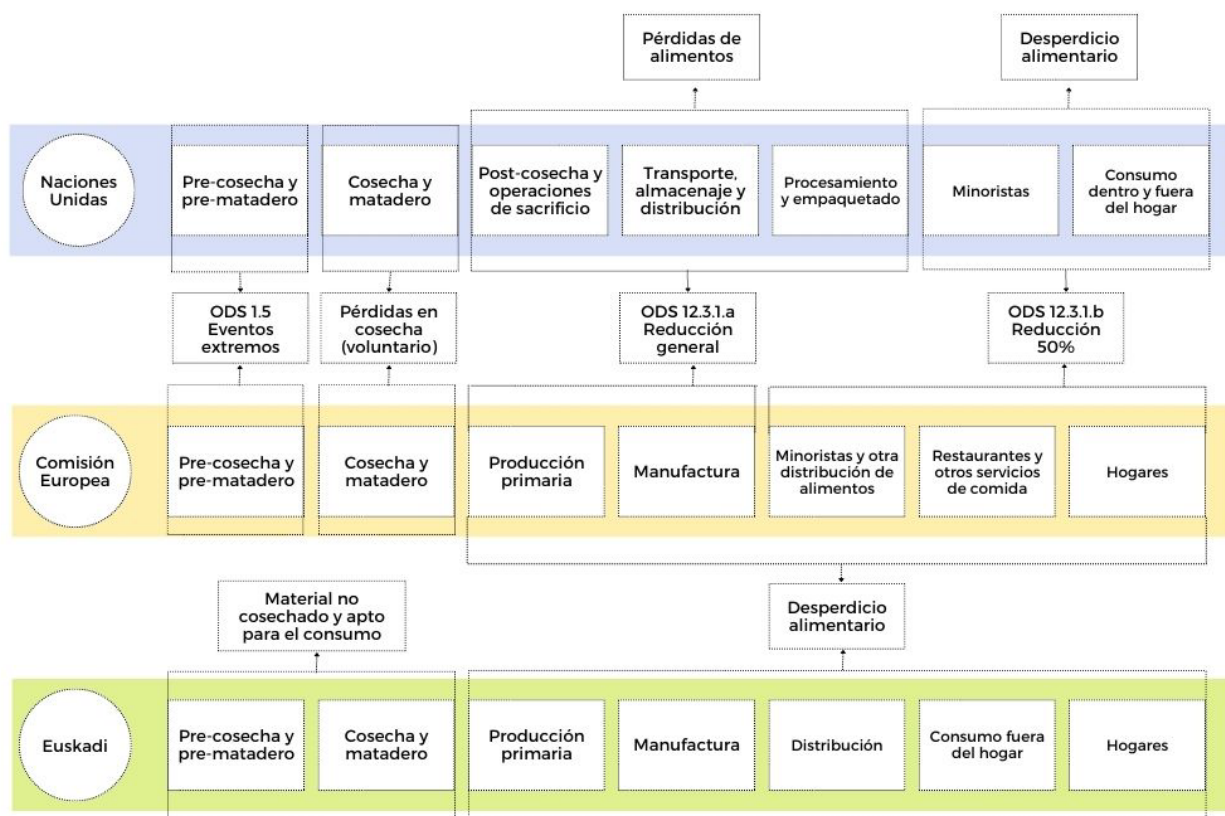 Pérdidas de
alimentos
Desperdicio
alimentario
Naciones
Unidas
Pre-cosecha y
pre-matadero
Cosecha y
matadero
Post-cosecha y
operaciones
de sacrificio
Transporte,
almacenaje y
distribución
Procesamiento
y empaquetado
Minoristas
Consumo
dentro y fuera
del hogar
ODS 1.5
Eventos
extremos
Pérdidas en
cosecha
(voluntario)
ODS 12.3.1.a
Reducción
general
ODS 12.3.1.b
Reducción
50%
Comisión
Europea
Pre-cosecha y
pre-matadero
Cosecha y
matadero
Producción
primaria
Manufactura
Minoristas y otra
distribución de
alimentos
Restaurantes y
otros servicios
de comida
Hogares
Material no
cosechado y apto
para el consumo
Desperdicio
alimentario
Euskadi
Pre-cosecha y
pre-matadero
Cosecha y
matadero
Producción
primaria
Manufactura
Distribución
Consumo fuera
del hogar
Hogares